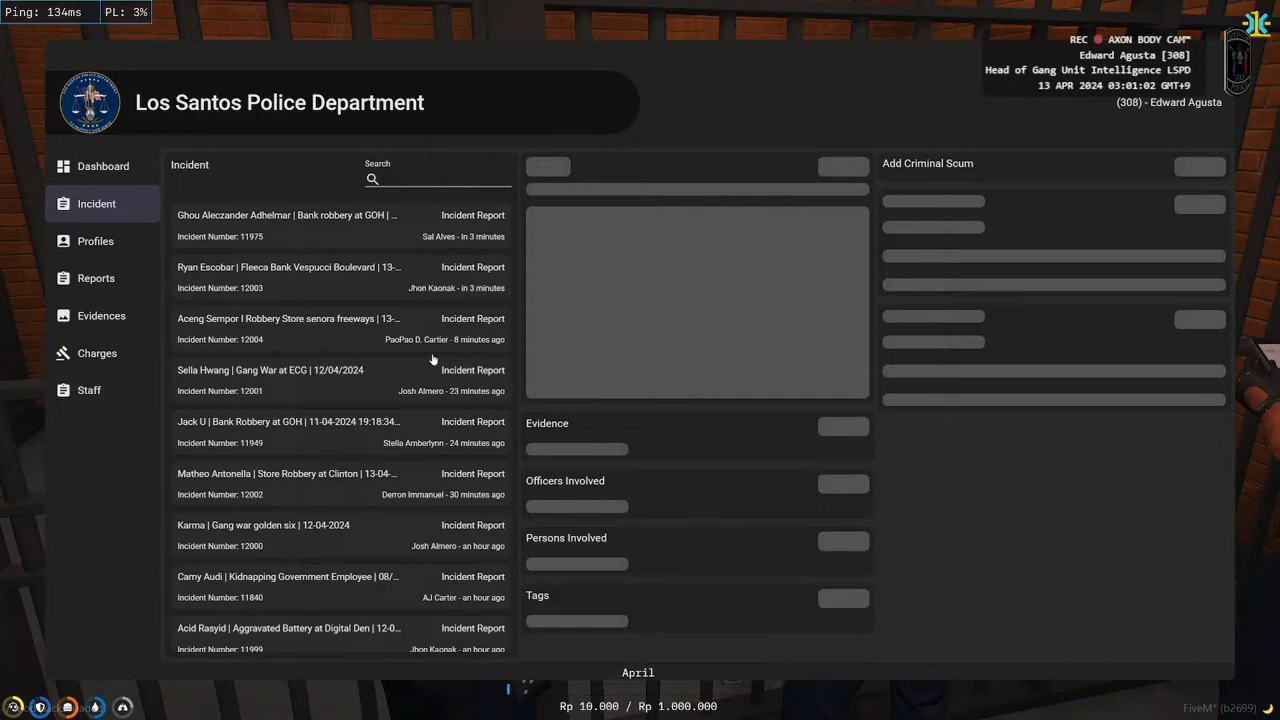 Ping: 134ms PL: 3%
REC AXON BODY CAM™
Edward Agusta [308]
Head of Gang Unit Intelligence LSPD
13 APR 2024 03:01:02 GMT+9
(308) - Edward Agusta
Los Santos Police Department
Dashboard
Incident
Profiles
Reports
Evidences
Charges
Staff
Incident
Search
Ghou Aleczander Adhelmar | Bank robbery at GOH | ... Incident Report
Incident Number: 11975 Sal Alves - in 3 minutes
Ryan Escobar | Fleeca Bank Vespucci Boulevard | 13-... Incident Report
Incident Number: 12003 Jhon Kaonak - in 3 minutes
Aceng Sempor I Robbery Store senora freeways | 13-... Incident Report
Incident Number: 12004 PaoPao D. Cartier - 8 minutes ago
Sella Hwang | Gang War at ECG | 12/04/2024 Incident Report
Incident Number: 12001 Josh Almero - 23 minutes ago
Jack U | Bank Robbery at GOH | 11-04-2024 19:18:34... Incident Report
Incident Number: 11949 Stella Amberlynn - 24 minutes ago
Matheo Antonella | Store Robbery at Clinton | 13-04-... Incident Report
Incident Number: 12002 Derron Immanuel - 30 minutes ago
Karma | Gang war golden six | 12-04-2024 Incident Report
Incident Number: 12000 Josh Almero - an hour ago
Camy Audi | Kidnapping Government Employee | 08/... Incident Report
Incident Number: 11840 AJ Carter - an hour ago
Acid Rasyid | Aggravated Battery at Digital Den | 12-0... Incident Report
Incident Number: 11999 Jhon Kaonak - an hour ago
Evidence
Officers Involved
Persons Involved
Tags
Add Criminal Scum
April
Rp 10.000 / Rp 1.000.000
FiveM* (b2699)